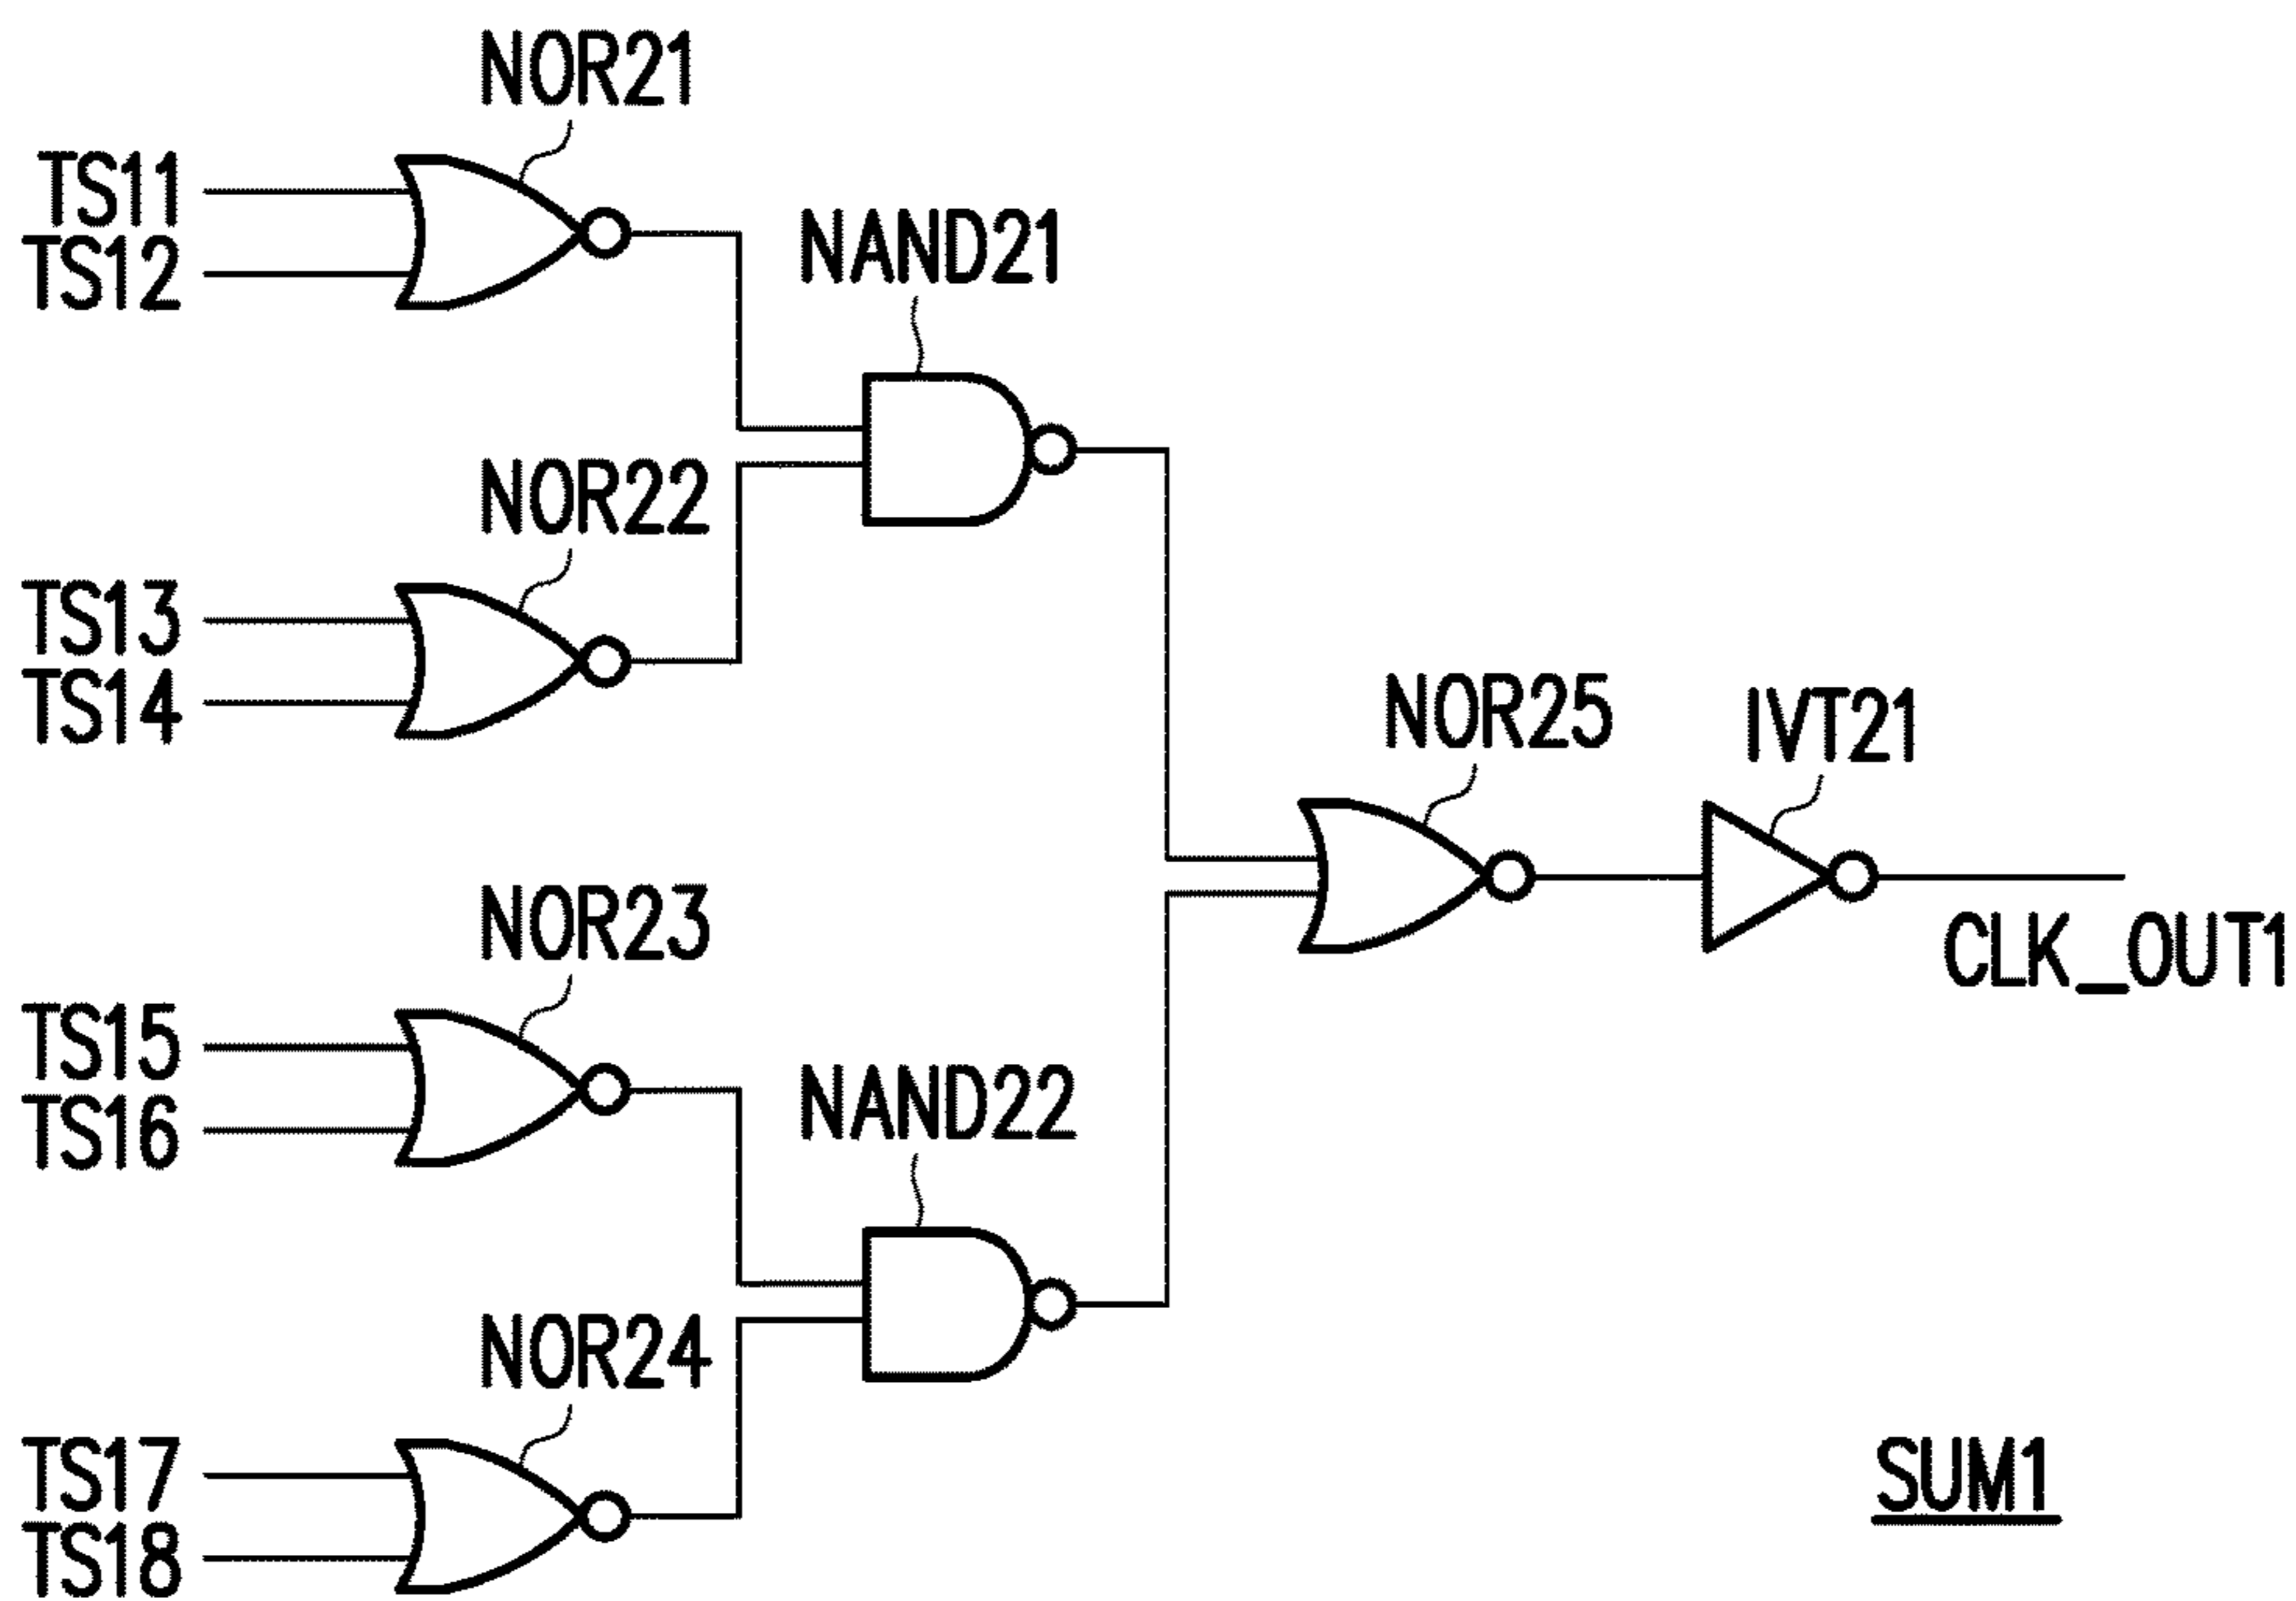 NOR21
TS11
TS12
NAND21
NOR22
TS13
TS14
NOR25
IVT21
CLK_OUT1
NOR23
TS15
TS16
NAND22
NOR24
TS17
TS18
SUM1